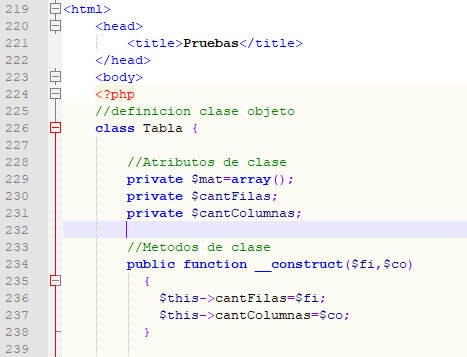 219 <html>
220 <head>
221 <title>Pruebas</title>
222 </head>
223 <body>
224 <?php
225 //definicion clase objeto
226 class Tabla {
227
228 //Atributos de clase
229 private $mat=array();
230 private $cantFilas;
231 private $cantColumnas;
232
233 //Metodos de clase
234 public function __construct($fi,$co)
235 {
236 $this->cantFilas=$fi;
237 $this->cantColumnas=$co;
238 }
239